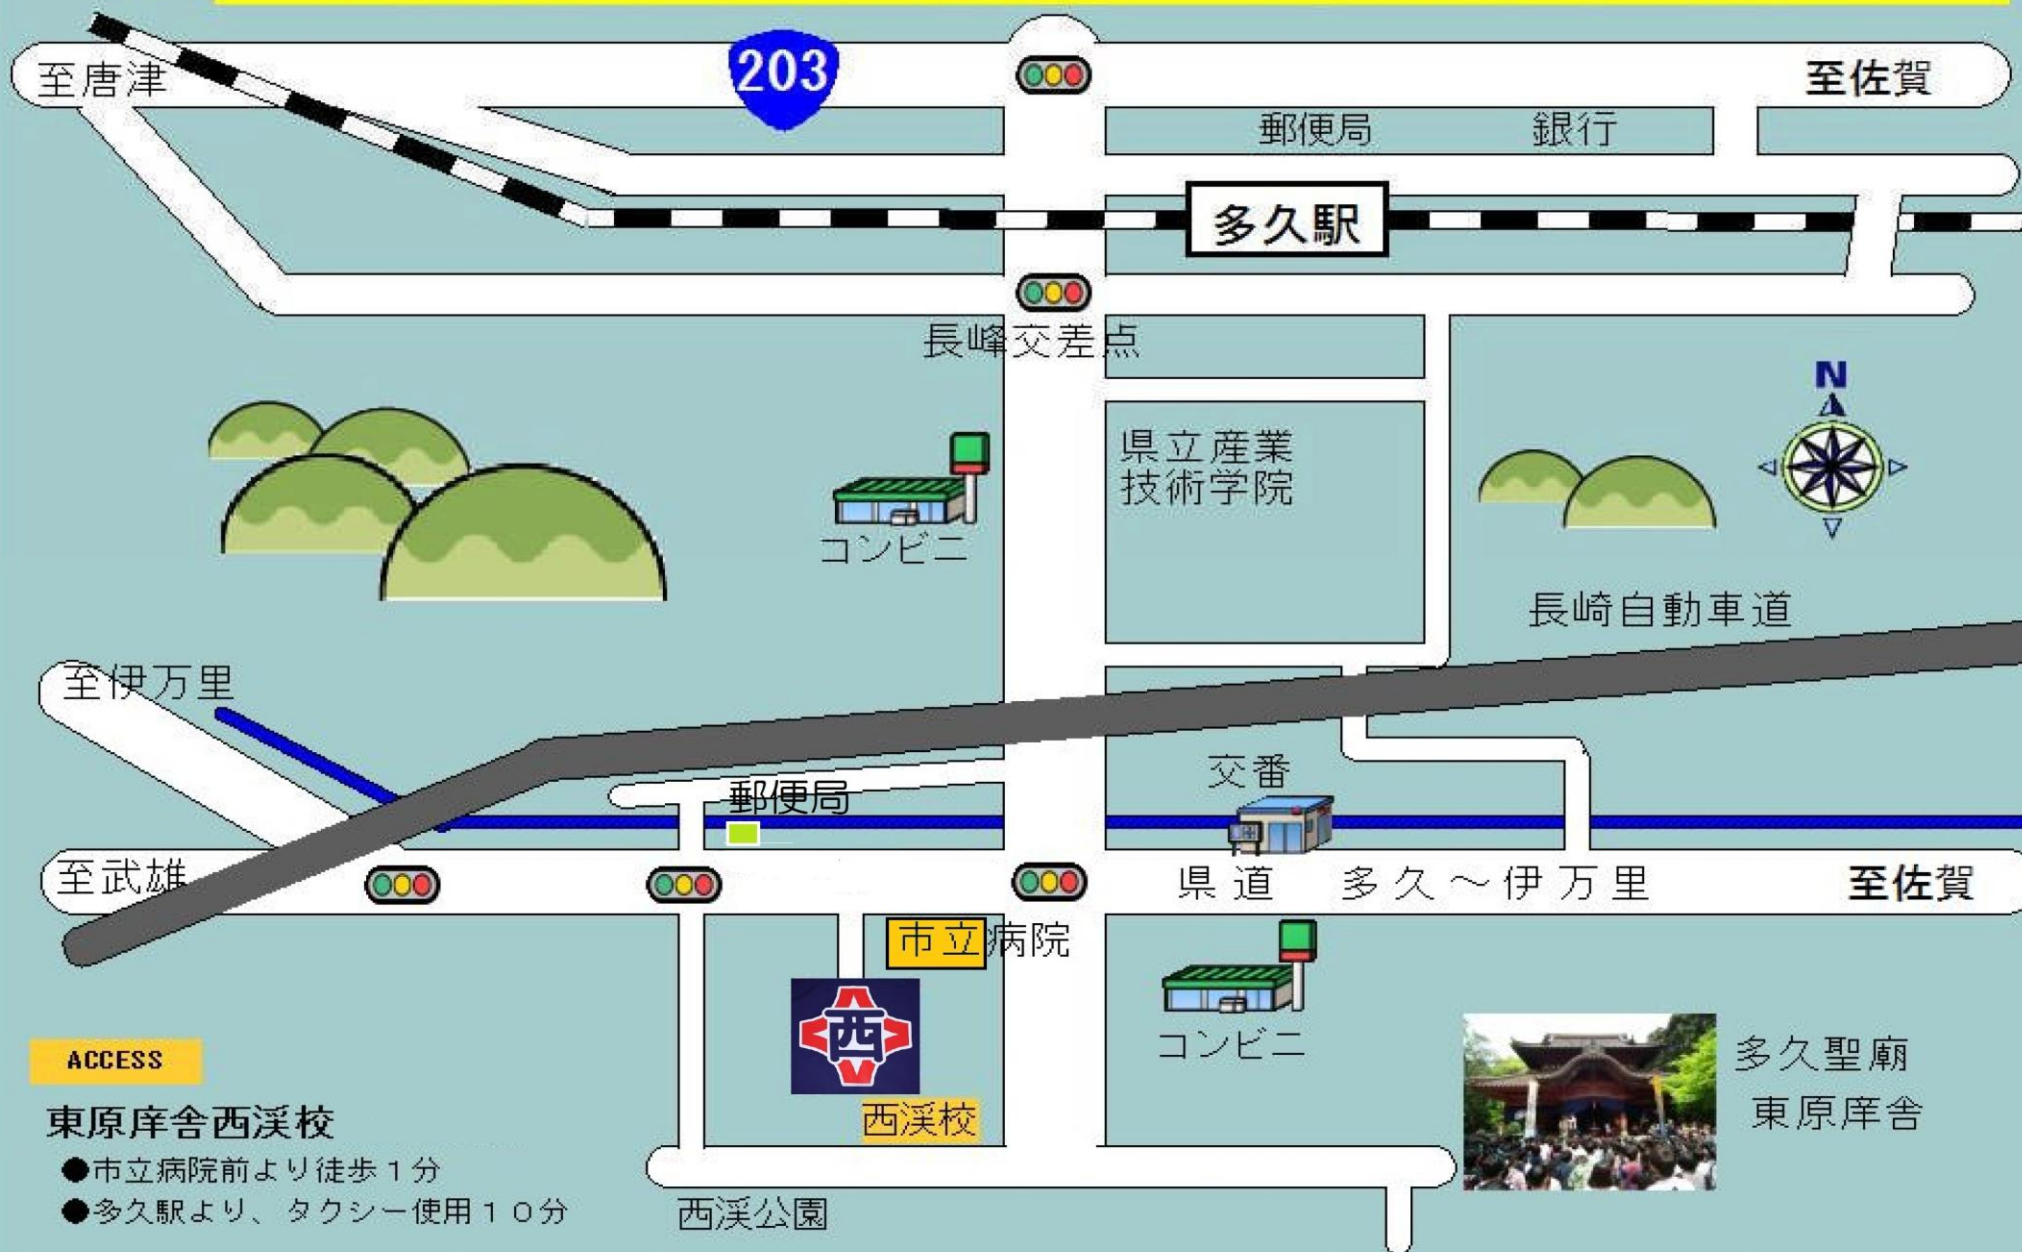 203
至唐津
至佐賀
郵便局
銀行
多久駅
長峰交差点
N
県立産業
技術学院
コンビニ
長崎自動車道
至伊万里
交番
郵便局
至武雄
県道 多久～伊万里
至佐賀
市立病院
西
コンビニ
西渓校
多久聖廟
東原庠舎
ACCESS
東原庠舎西渓校
●市立病院前より徒歩1分
●多久駅より、タクシー使用10分
西渓公園